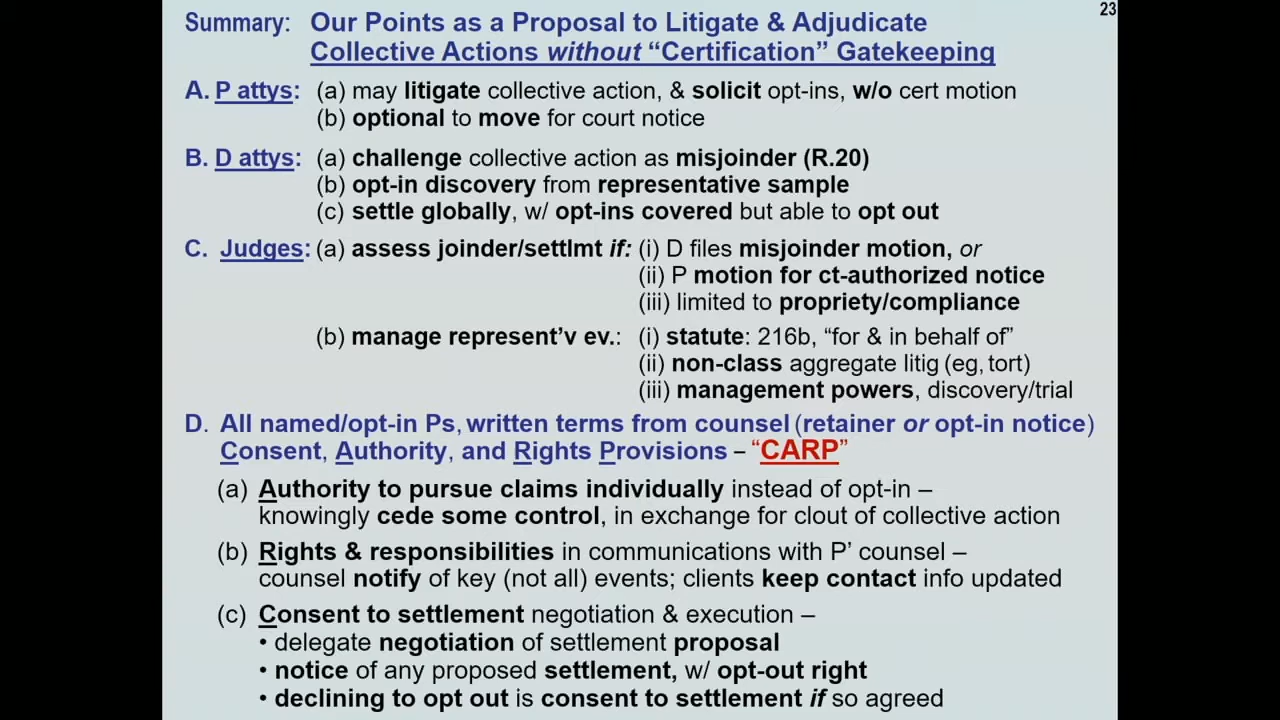 23
Summary: Our Points as a Proposal to Litigate & Adjudicate
Collective Actions without “Certification” Gatekeeping
A. P attys: (a) may litigate collective action, & solicit opt-ins, w/o cert motion
(b) optional to move for court notice
B. D attys: (a) challenge collective action as misjoinder (R.20)
(b) opt-in discovery from representative sample
(c) settle globally, w/ opt-ins covered but able to opt out
C. Judges: (a) assess joinder/settlmt if: (i) D files misjoinder motion, or
(ii) P motion for ct-authorized notice
(iii) limited to propriety/compliance
(b) manage represent’v ev.: (i) statute: 216b, “for & in behalf of”
(ii) non-class aggregate litig (eg, tort)
(iii) management powers, discovery/trial
D. All named/opt-in Ps, written terms from counsel (retainer or opt-in notice)
Consent, Authority, and Rights Provisions – “CARP”
(a) Authority to pursue claims individually instead of opt-in –
knowingly cede some control, in exchange for clout of collective action
(b) Rights & responsibilities in communications with P’ counsel –
counsel notify of key (not all) events; clients keep contact info updated
(c) Consent to settlement negotiation & execution –
• delegate negotiation of settlement proposal
• notice of any proposed settlement, w/ opt-out right
• declining to opt out is consent to settlement if so agreed